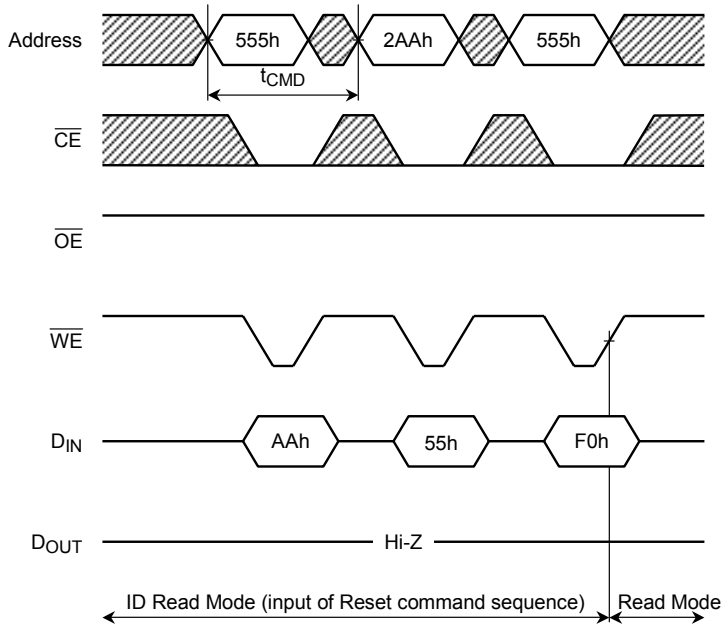 Address 555h 2AAh 555h
tCMD
CE
OE
WE
DIN AAh 55h F0h
DOUT Hi-Z
ID Read Mode (input of Reset command sequence) Read Mode